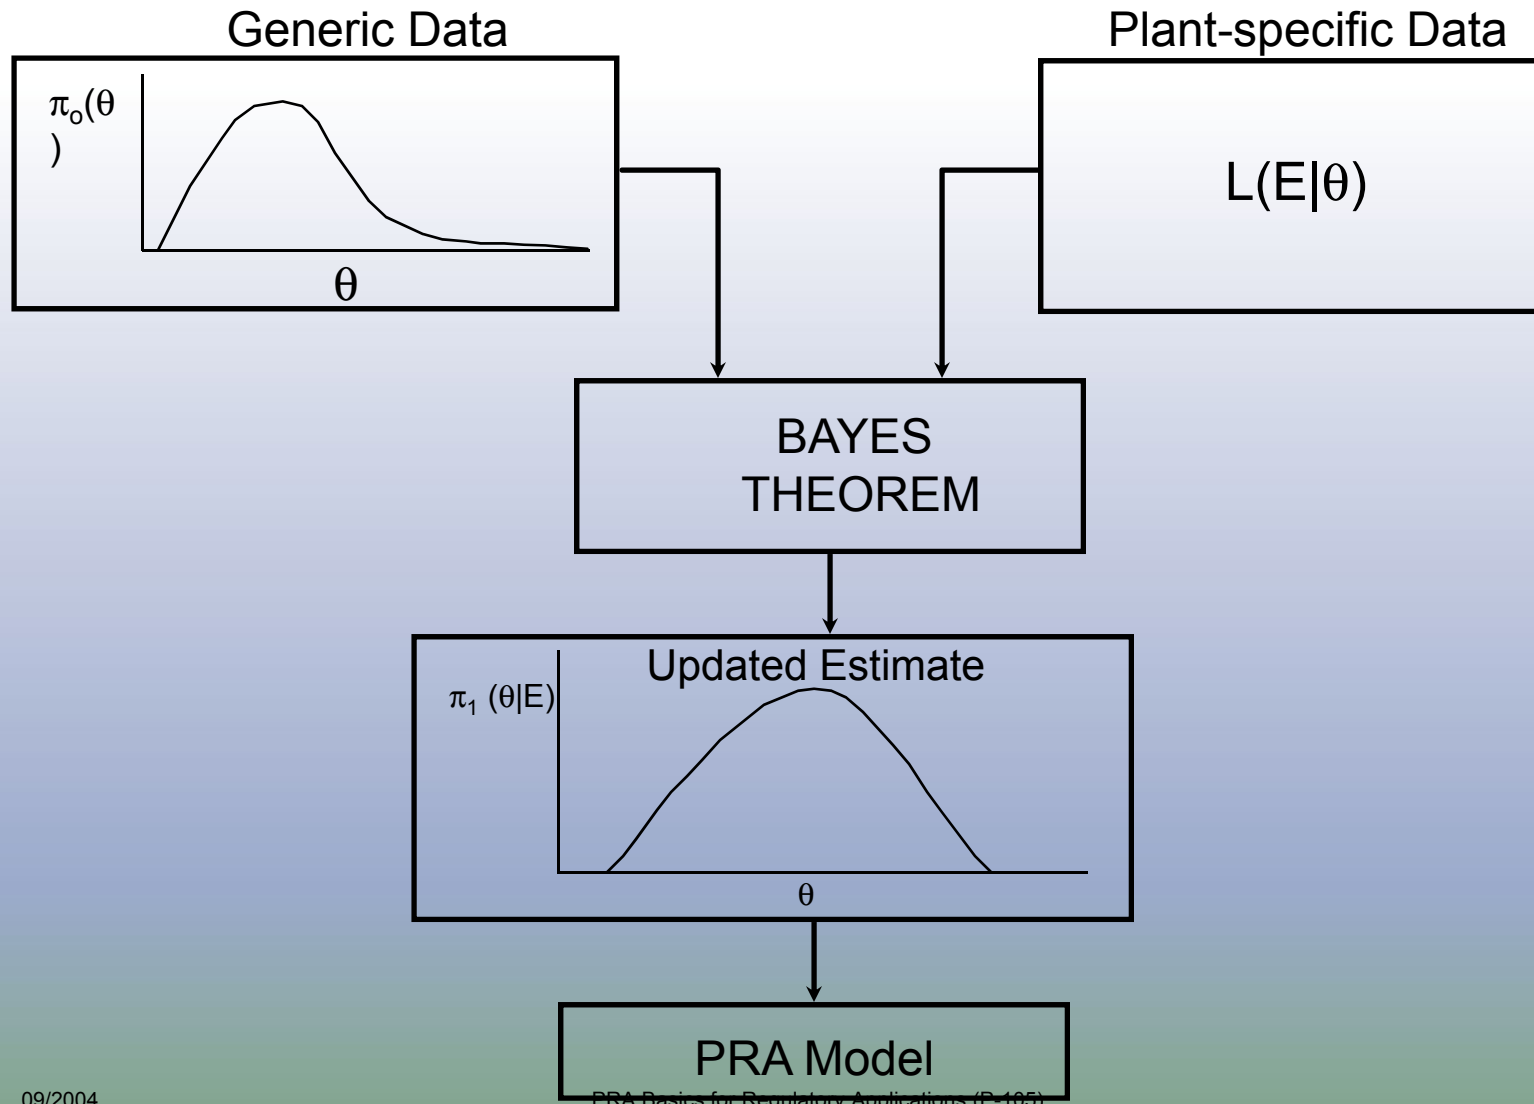 Generic Data
Plant-specific Data
π₀(θ
)
θ
L(E|θ)
BAYES
THEOREM
Updated Estimate
π₁ (θ|E)
θ
PRA Model
09/2004
PRA Basics for Regulatory Applications (P-105)